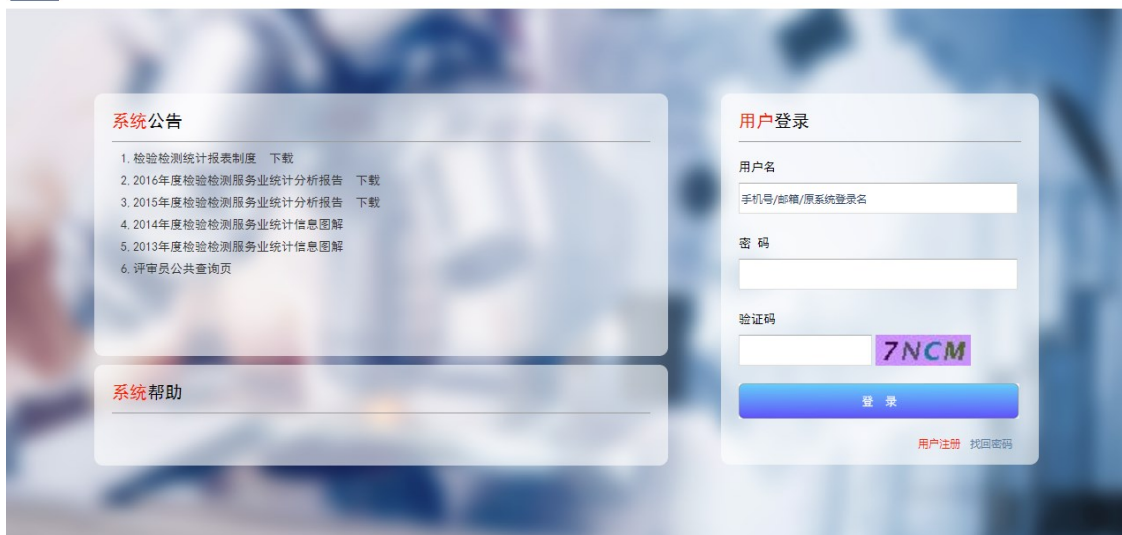 系统公告
1. 检验检测统计报表制度 下载
2. 2016年度检验检测服务业统计分析报告 下载
3. 2015年度检验检测服务业统计分析报告 下载
4. 2014年度检验检测服务业统计信息图解
5. 2013年度检验检测服务业统计信息图解
6. 评审员公共查询页
系统帮助
用户登录
用户名
手机号/邮箱/原系统登录名
密 码
验证码
7NCM
登 录
用户注册 找回密码